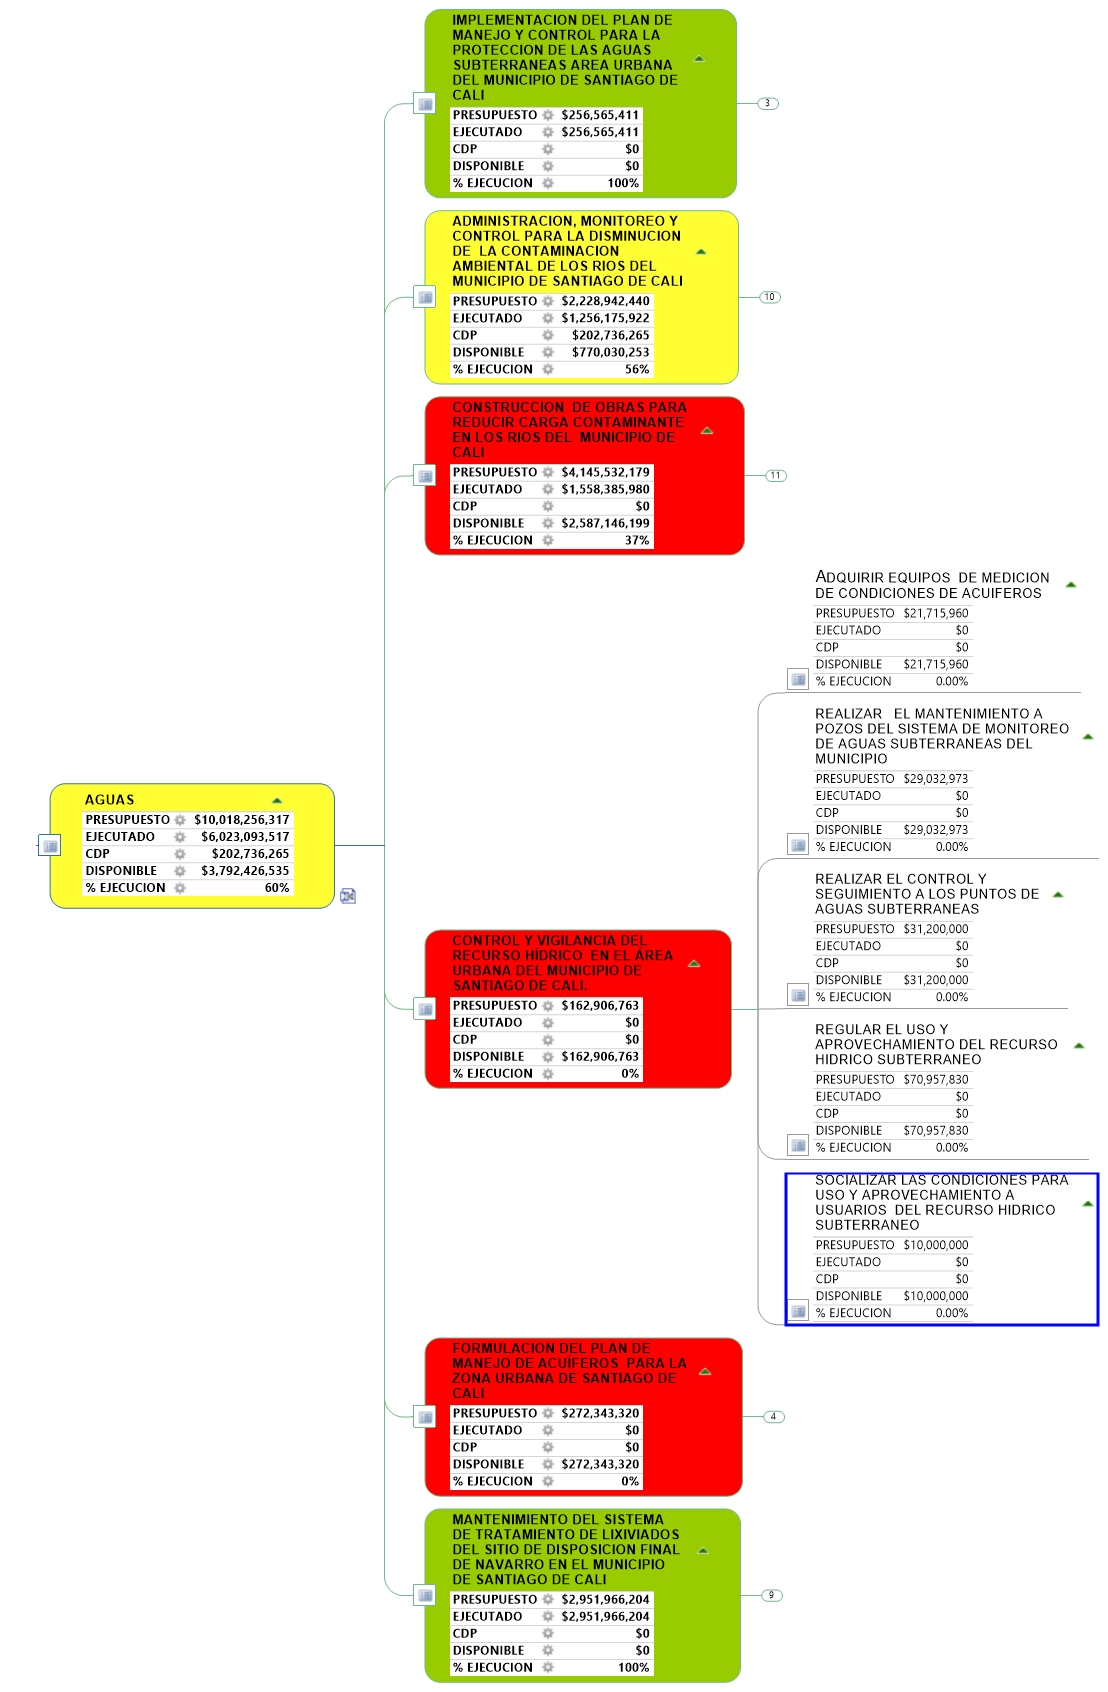 IMPLEMENTACION DEL PLAN DE
MANEJO Y CONTROL PARA LA
PROTECCION DE LAS AGUAS
SUBTERRANEAS AREA URBANA
DEL MUNICIPIO DE SANTIAGO DE
CALI
PRESUPUESTO $256,565,411
EJECUTADO $256,565,411
CDP $0
DISPONIBLE $0
% EJECUCION 100%
3
ADMINISTRACION, MONITOREO Y
CONTROL PARA LA DISMINUCION
DE LA CONTAMINACION
AMBIENTAL DE LOS RIOS DEL
MUNICIPIO DE SANTIAGO DE CALI
PRESUPUESTO $2,228,942,440
EJECUTADO $1,256,175,922
CDP $202,736,265
DISPONIBLE $770,030,253
% EJECUCION 56%
10
CONSTRUCCION DE OBRAS PARA
REDUCIR CARGA CONTAMINANTE
EN LOS RIOS DEL MUNICIPIO DE
CALI
PRESUPUESTO $4,145,532,179
EJECUTADO $1,558,385,980
CDP $0
DISPONIBLE $2,587,146,199
% EJECUCION 37%
11
AGUAS
PRESUPUESTO $10,018,256,317
EJECUTADO $6,023,093,517
CDP $202,736,265
DISPONIBLE $3,792,426,535
% EJECUCION 60%
CONTROL Y VIGILANCIA DEL
RECURSO HÍDRICO EN EL ÁREA
URBANA DEL MUNICIPIO DE
SANTIAGO DE CALI.
PRESUPUESTO $162,906,763
EJECUTADO $0
CDP $0
DISPONIBLE $162,906,763
% EJECUCION 0%
ADQUIRIR EQUIPOS DE MEDICION
DE CONDICIONES DE ACUIFEROS
PRESUPUESTO $21,715,960
EJECUTADO $0
CDP $0
DISPONIBLE $21,715,960
% EJECUCION 0.00%
REALIZAR EL MANTENIMIENTO A
POZOS DEL SISTEMA DE MONITOREO
DE AGUAS SUBTERRANEAS DEL
MUNICIPIO
PRESUPUESTO $29,032,973
EJECUTADO $0
CDP $0
DISPONIBLE $29,032,973
% EJECUCION 0.00%
REALIZAR EL CONTROL Y
SEGUIMIENTO A LOS PUNTOS DE
AGUAS SUBTERRANEAS
PRESUPUESTO $31,200,000
EJECUTADO $0
CDP $0
DISPONIBLE $31,200,000
% EJECUCION 0.00%
REGULAR EL USO Y
APROVECHAMIENTO DEL RECURSO
HIDRICO SUBTERRANEO
PRESUPUESTO $70,957,830
EJECUTADO $0
CDP $0
DISPONIBLE $70,957,830
% EJECUCION 0.00%
SOCIALIZAR LAS CONDICIONES PARA
USO Y APROVECHAMIENTO A
USUARIOS DEL RECURSO HIDRICO
SUBTERRANEO
PRESUPUESTO $10,000,000
EJECUTADO $0
CDP $0
DISPONIBLE $10,000,000
% EJECUCION 0.00%
FORMULACION DEL PLAN DE
MANEJO DE ACUÍFEROS PARA LA
ZONA URBANA DE SANTIAGO DE
CALI
PRESUPUESTO $272,343,320
EJECUTADO $0
CDP $0
DISPONIBLE $272,343,320
% EJECUCION 0%
4
MANTENIMIENTO DEL SISTEMA
DE TRATAMIENTO DE LIXIVIADOS
DEL SITIO DE DISPOSICION FINAL
DE NAVARRO EN EL MUNICIPIO
DE SANTIAGO DE CALI
PRESUPUESTO $2,951,966,204
EJECUTADO $2,951,966,204
CDP $0
DISPONIBLE $0
% EJECUCION 100%
9